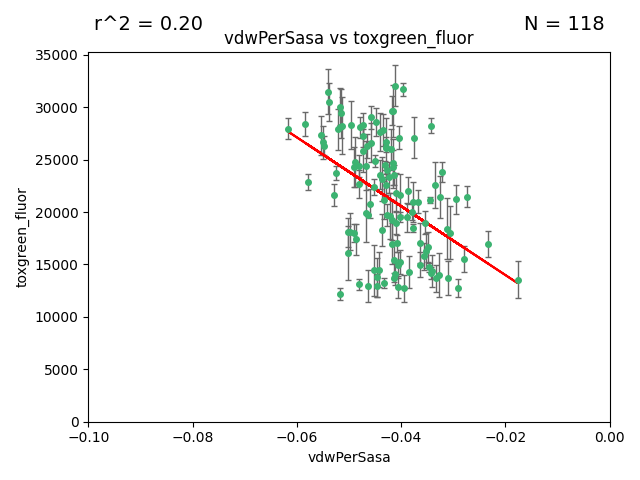 r^2 = 0.20
N = 118
vdwPerSasa vs toxgreen_fluor
toxgreen_fluor
35000
30000
25000
20000
15000
10000
5000
0
−0.10
−0.08
−0.06
−0.04
−0.02
0.00
vdwPerSasa